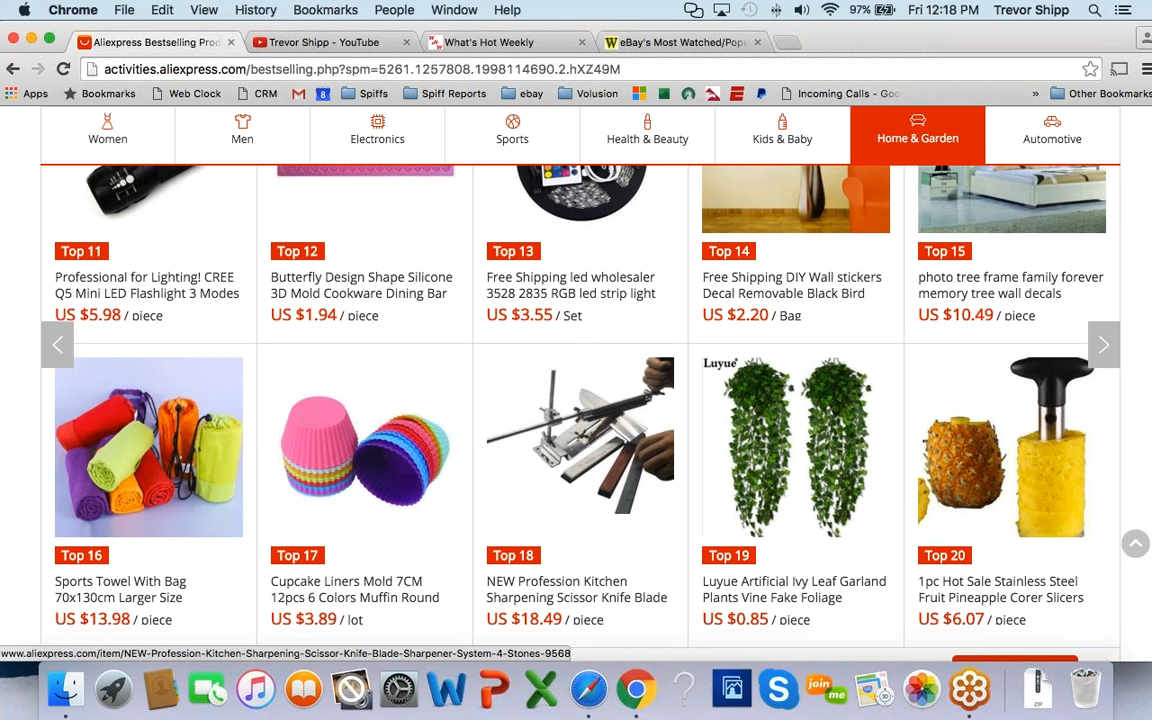 Chrome File Edit View History Bookmarks People Window Help 97% Fri 12:18 PM Trevor Shipp
Aliexpress Bestselling Prod Trevor Shipp - YouTube What's Hot Weekly eBay's Most Watched/Popu
activities.aliexpress.com/bestselling.php?spm=5261.1257808.1998114690.2.hXZ49M
Apps Bookmarks Web Clock CRM 8 Spiffs Spiff Reports ebay Volusion Incoming Calls - Goo » Other Bookmarks
Women Men Electronics Sports Health & Beauty Kids & Baby Home & Garden Automotive
Top 11 Top 12 Top 13 Top 14 Top 15
Professional for Lighting! CREE Butterfly Design Shape Silicone Free Shipping led wholesaler Free Shipping DIY Wall stickers photo tree frame family forever
Q5 Mini LED Flashlight 3 Modes 3D Mold Cookware Dining Bar 3528 2835 RGB led strip light Decal Removable Black Bird memory tree wall decals
US $5.98 / piece US $1.94 / piece US $3.55 / Set US $2.20 / Bag US $10.49 / piece
Luyue
Top 16 Top 17 Top 18 Top 19 Top 20
Sports Towel With Bag Cupcake Liners Mold 7CM NEW Profession Kitchen Luyue Artificial Ivy Leaf Garland 1pc Hot Sale Stainless Steel
70x130cm Larger Size 12pcs 6 Colors Muffin Round Sharpening Scissor Knife Blade Plants Vine Fake Foliage Fruit Pineapple Corer Slicers
US $13.98 / piece US $3.89 / lot US $18.49 / piece US $0.85 / piece US $6.07 / piece
www.aliexpress.com/item/NEW-Profession-Kitchen-Sharpening-Scissor-Knife-Blade-Sharpener-System-4-Stones-9568
join
me
ZIP